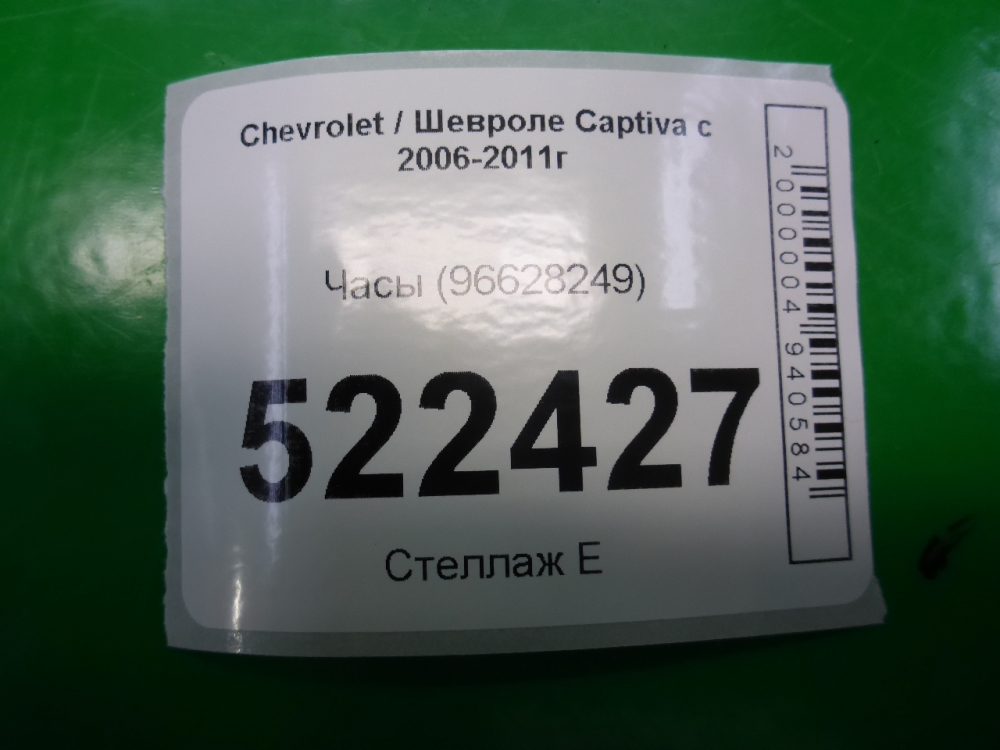 Chevrolet / Шевроле Captiva с
2006-2011г
Часы (96628249)
522427
Стеллаж Е
2000004940584